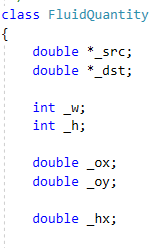 class FluidQuantity
{
double *_src;
double *_dst;
int _w;
int _h;
double _ox;
double _oy;
double _hx;